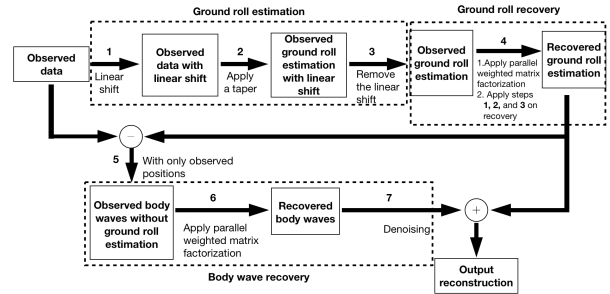 Ground roll estimation
Ground roll recovery
Observed
data
1
Linear
shift
Observed
data with
linear shift
2
Apply
a taper
Observed
ground roll
estimation
with linear
shift
3
Remove
the linear
shift
Observed
ground roll
estimation
4
1.Apply parallel
weighted matrix
factorization
2. Apply steps
1, 2, and 3 on
recovery
Recovered
ground roll
estimation
−
5
With only observed
positions
Observed body
waves without
ground roll
estimation
6
Apply parallel
weighted matrix
factorization
Recovered
body waves
7
Denoising
+
Body wave recovery
Output
reconstruction